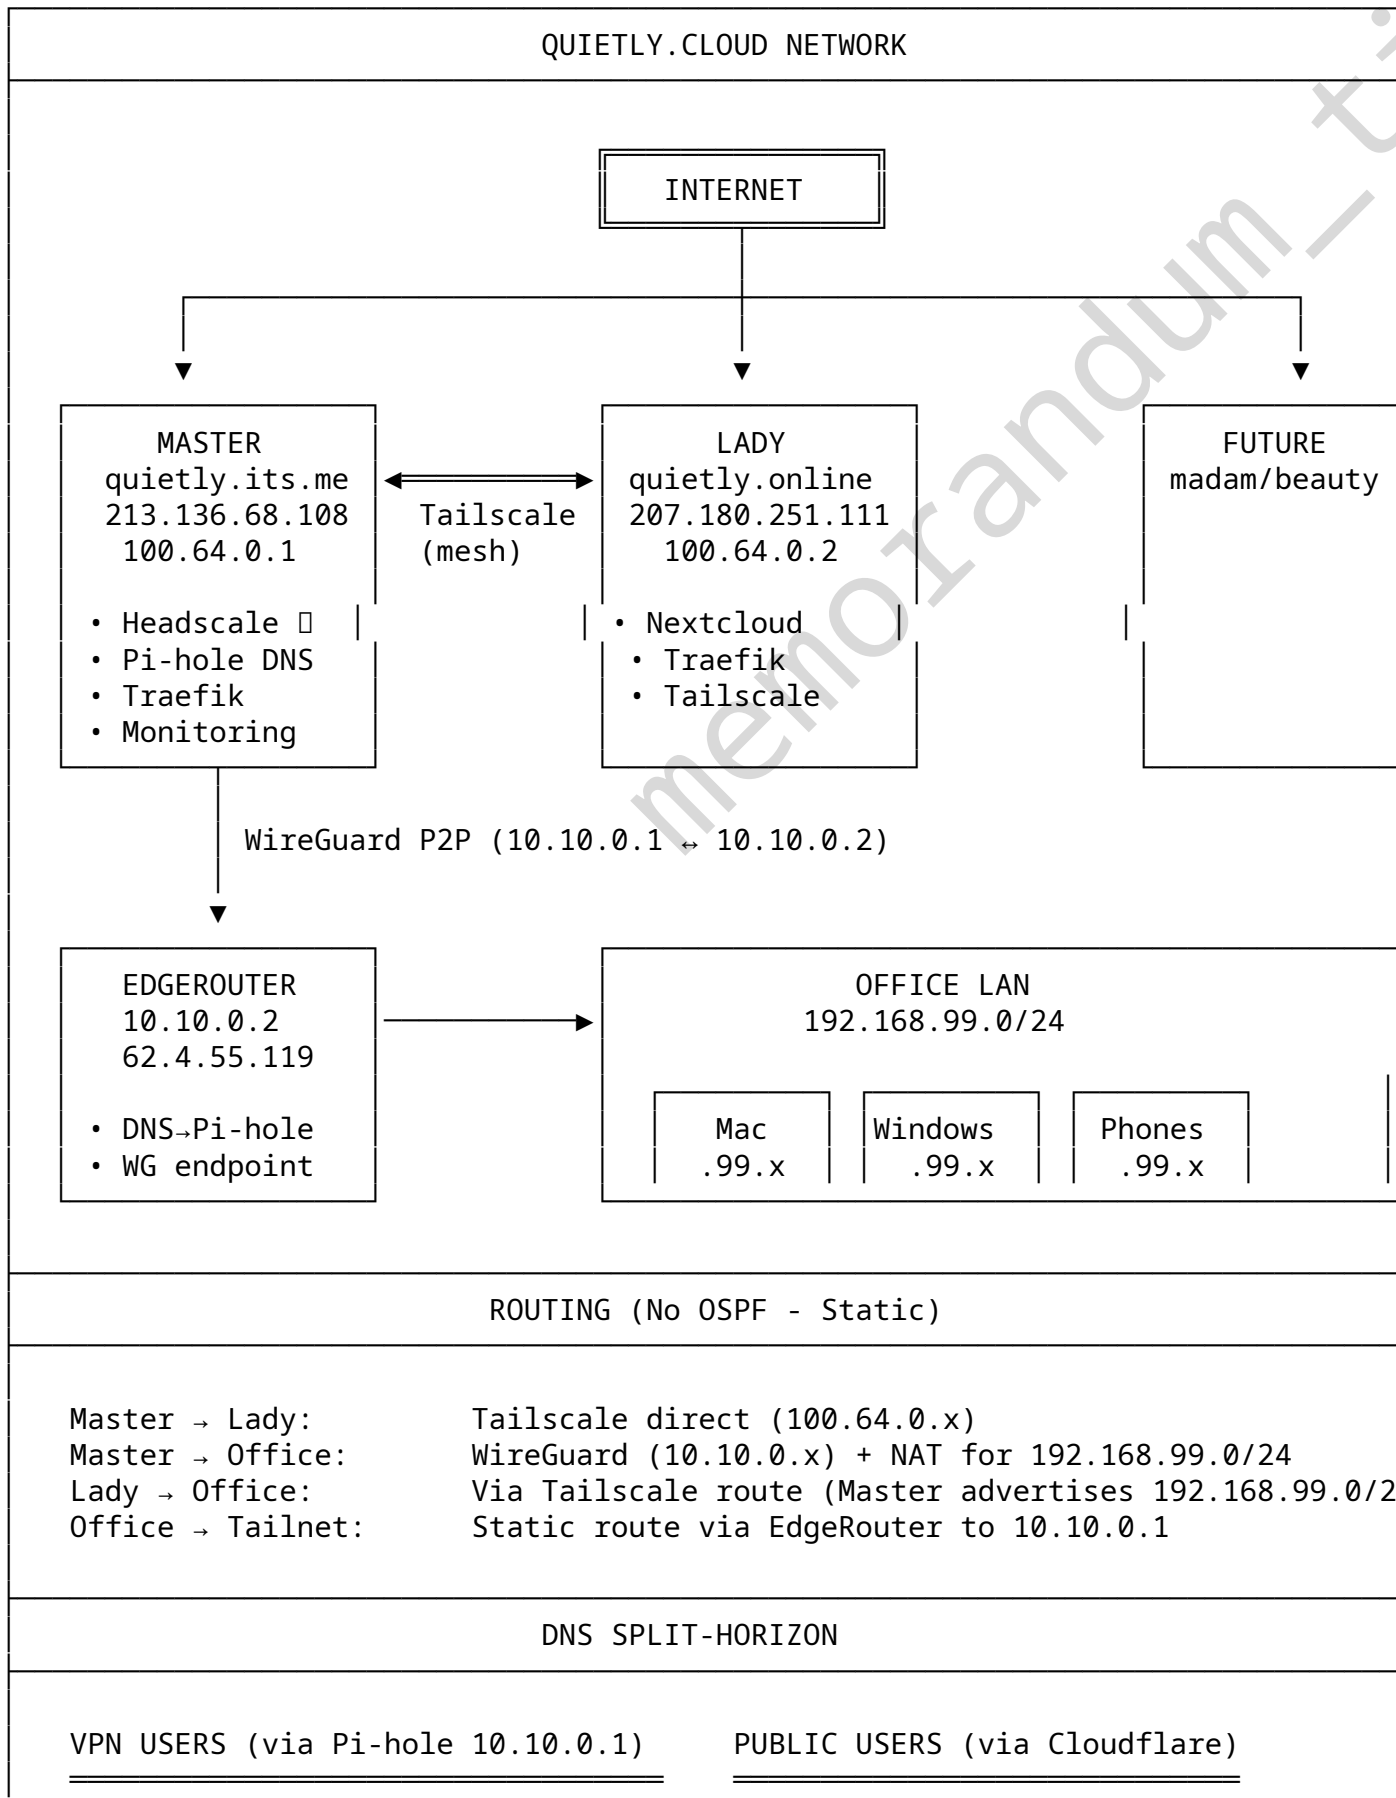 QUIETLY.CLOUD NETWORK
INTERNET
MASTER LADY FUTURE
quietly.its.me quietly.online madam/beauty
213.136.68.108 Tailscale 207.180.251.111
100.64.0.1 (mesh) 100.64.0.2
• Headscale • Nextcloud
• Pi-hole DNS • Traefik
• Traefik • Tailscale
• Monitoring
WireGuard P2P (10.10.0.1 ↔ 10.10.0.2)
EDGEROUTER OFFICE LAN
10.10.0.2 192.168.99.0/24
62.4.55.119
• DNS→Pi-hole Mac Windows Phones
• WG endpoint .99.x .99.x .99.x
ROUTING (No OSPF - Static)
Master → Lady: Tailscale direct (100.64.0.x)
Master → Office: WireGuard (10.10.0.x) + NAT for 192.168.99.0/24
Lady → Office: Via Tailscale route (Master advertises 192.168.99.0/2
Office → Tailnet: Static route via EdgeRouter to 10.10.0.1
DNS SPLIT-HORIZON
VPN USERS (via Pi-hole 10.10.0.1) PUBLIC USERS (via Cloudflare)
memorandum_ti